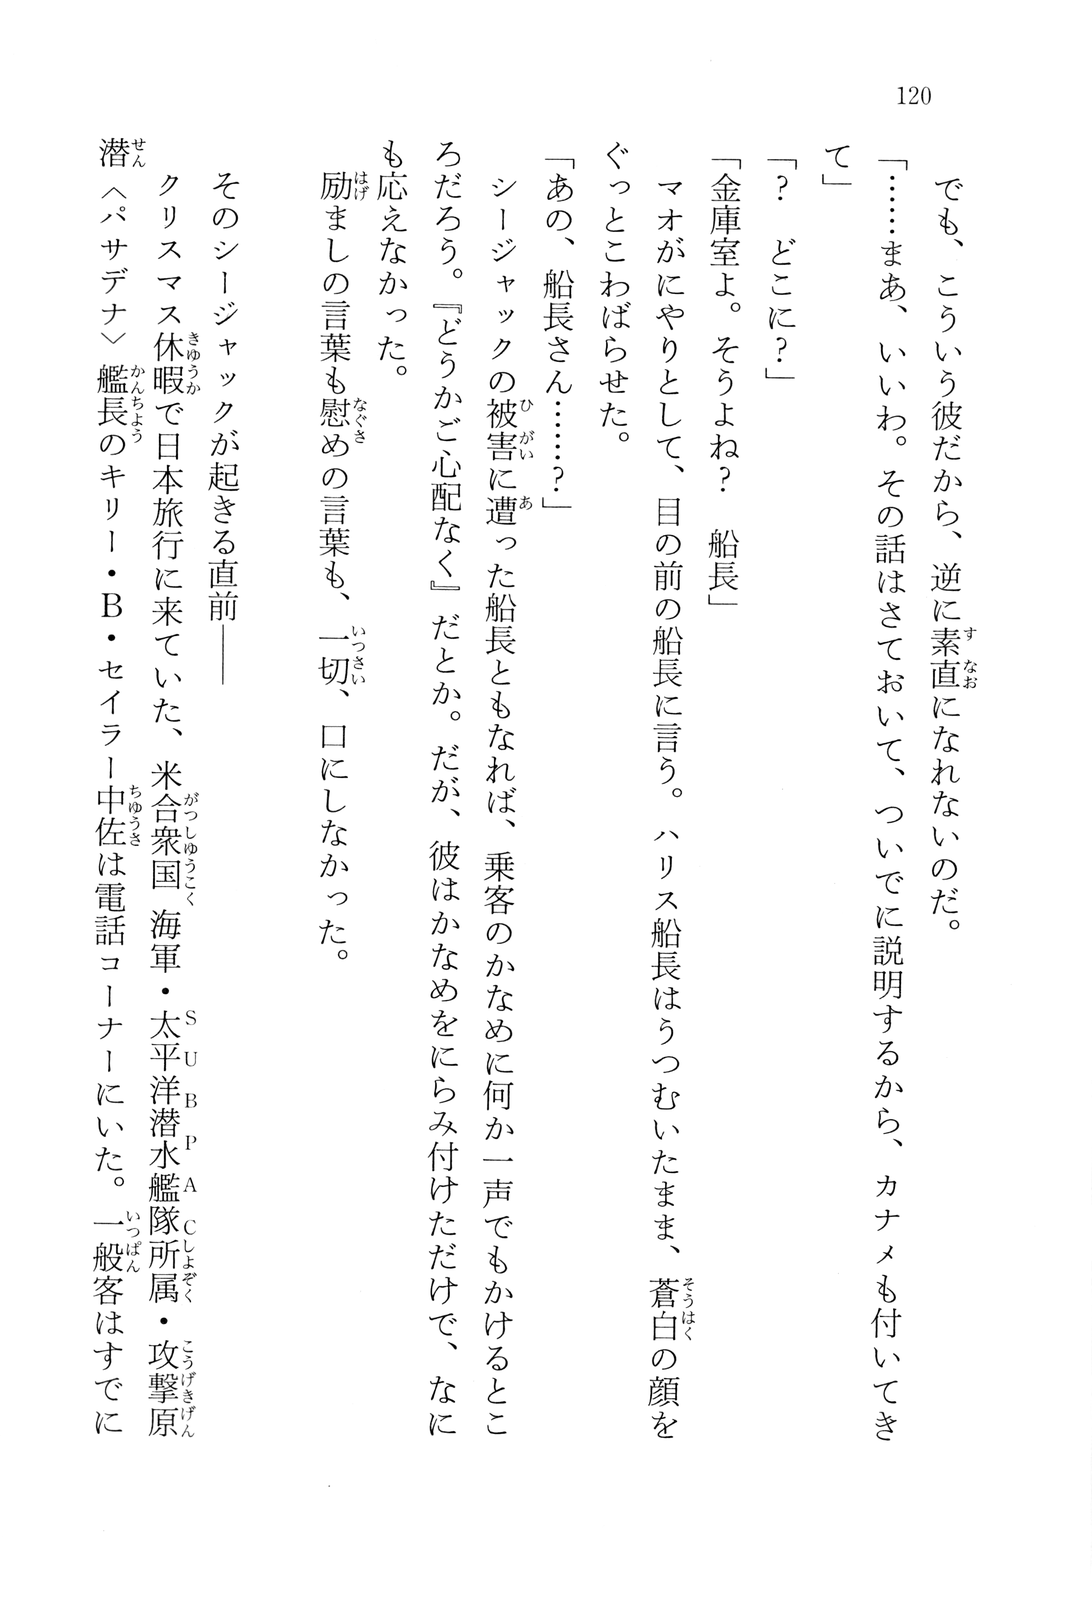 120
でも、こういう彼だから、逆に素直になれないのだ。
「……まあ、いいわ。その話はさておいて、ついでに説明するから、カナメも付いてき
て」
「？　どこに？」
「金庫室よ。そうよね？　船長」
マオがにやりとして、目の前の船長に言う。ハリス船長はうつむいたまま、蒼白の顔を
ぐっとこわばらせた。
「あの、船長さん……？」
シージャックの被害に遭った船長ともなれば、乗客のかなめに何か一声でもかけるとこ
ろだろう。『どうかご心配なく』だとか。だが、彼はかなめをにらみ付けただけで、なに
も応えなかった。
励ましの言葉も慰めの言葉も、一切、口にしなかった。
そのシージャックが起きる直前――
クリスマス休暇で日本旅行に来ていた、米合衆国海軍・太平洋潜水艦隊所属・攻撃原
潜〈パサデナ〉艦長のキリー・B・セイラー中佐は電話コーナーにいた。一般客はすでに